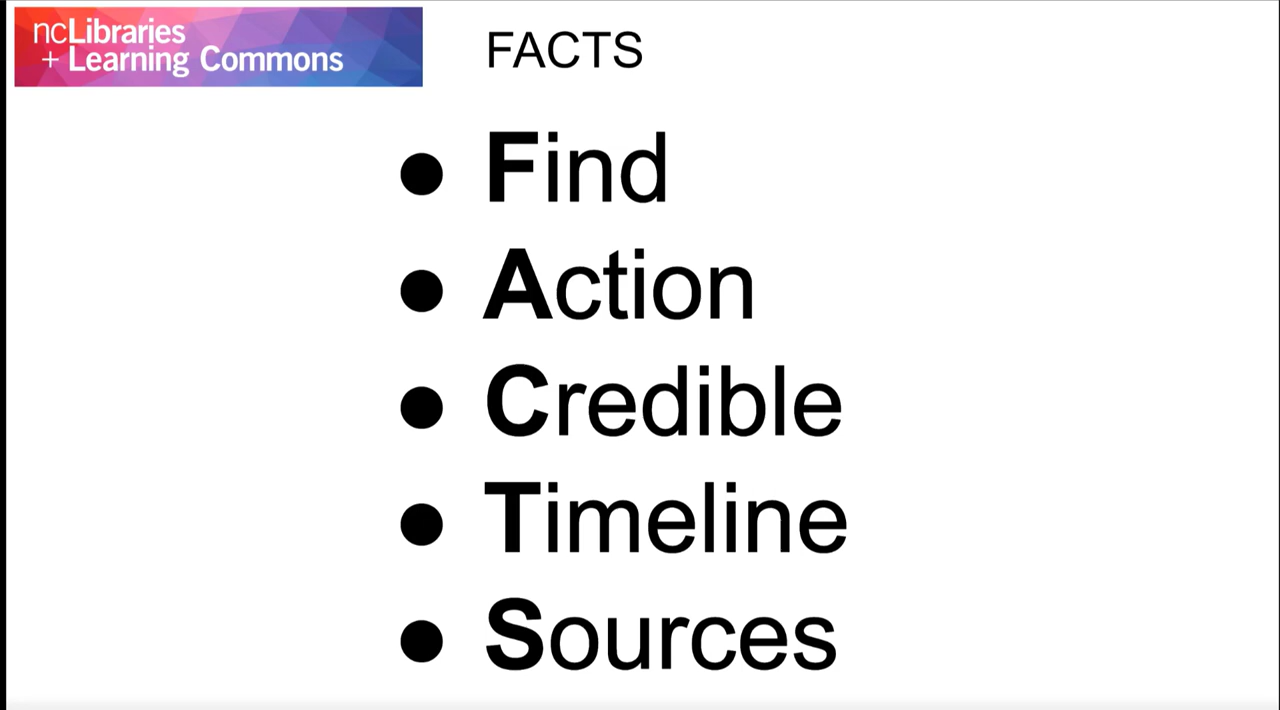 ncLibraries
+ Learning Commons
FACTS
● Find
● Action
● Credible
● Timeline
● Sources